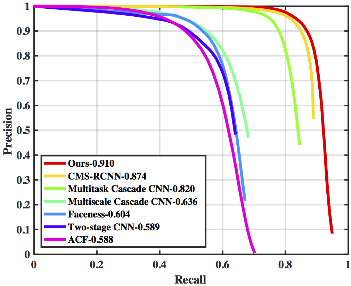 1
0.9
0.8
0.7
0.6
0.5
0.4
0.3
0.2
0.1
0
Precision
Ours-0.910
CMS-RCNN-0.874
Multitask Cascade CNN-0.820
Multiscale Cascade CNN-0.636
Faceness-0.604
Two-stage CNN-0.589
ACF-0.588
0 0.2 0.4 0.6 0.8 1
Recall